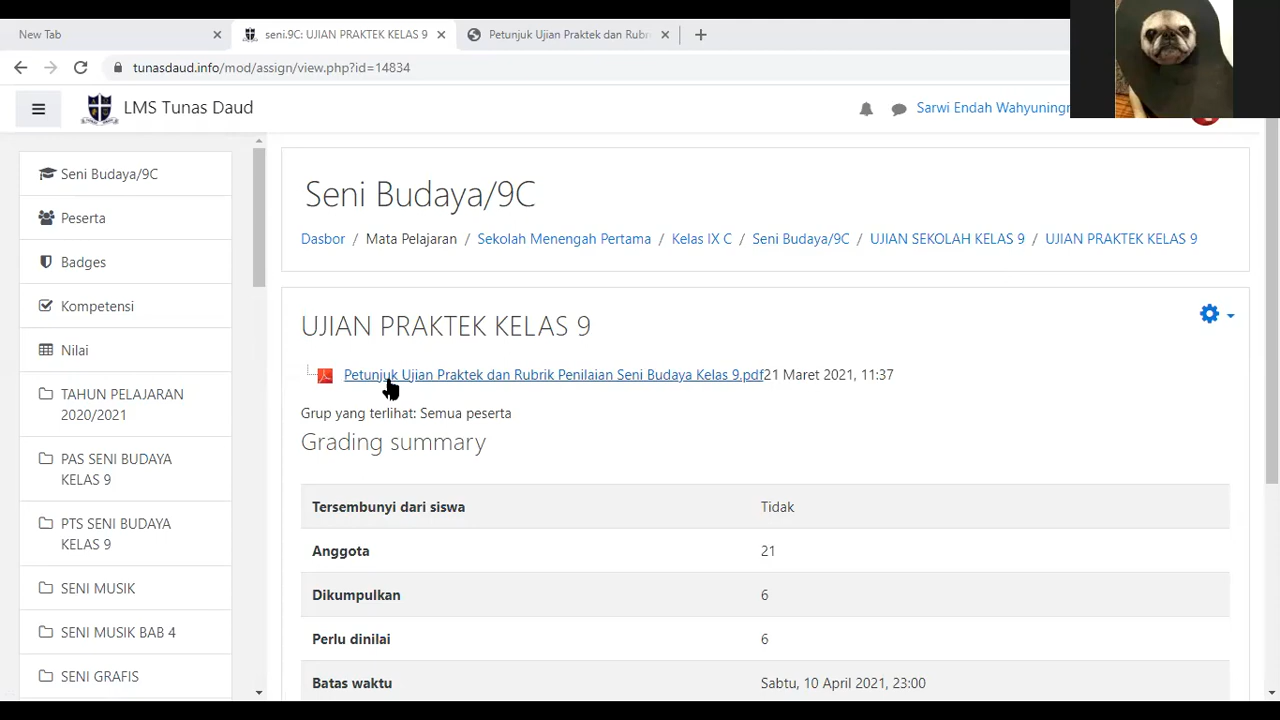 New Tab
seni.9C: UJIAN PRAKTEK KELAS 9
Petunjuk Ujian Praktek dan Rubr
tunasdaud.info/mod/assign/view.php?id=14834
LMS Tunas Daud
Sarwi Endah Wahyuningr
Seni Budaya/9C
Peserta
Badges
Kompetensi
Nilai
TAHUN PELAJARAN
2020/2021
PAS SENI BUDAYA
KELAS 9
PTS SENI BUDAYA
KELAS 9
SENI MUSIK
SENI MUSIK BAB 4
SENI GRAFIS
Seni Budaya/9C
Dasbor / Mata Pelajaran / Sekolah Menengah Pertama / Kelas IX C / Seni Budaya/9C / UJIAN SEKOLAH KELAS 9 / UJIAN PRAKTEK KELAS 9
UJIAN PRAKTEK KELAS 9
Petunjuk Ujian Praktek dan Rubrik Penilaian Seni Budaya Kelas 9.pdf21 Maret 2021, 11:37
Grup yang terlihat: Semua peserta
Grading summary
Tersembunyi dari siswa Tidak
Anggota 21
Dikumpulkan 6
Perlu dinilai 6
Batas waktu Sabtu, 10 April 2021, 23:00